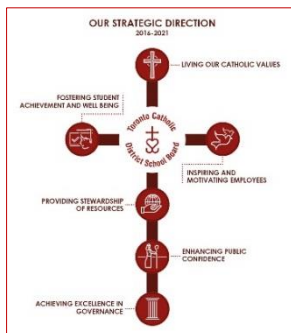 OUR STRATEGIC DIRECTION
2016-2021
LIVING OUR CATHOLIC VALUES
FOSTERING STUDENT
ACHIEVEMENT AND WELL BEING
Toronto Catholic
District School Board
INSPIRING AND
MOTIVATING EMPLOYEES
PROVIDING STEWARDSHIP
OF RESOURCES
ENHANCING PUBLIC
CONFIDENCE
ACHIEVING EXCELLENCE IN
GOVERNANCE